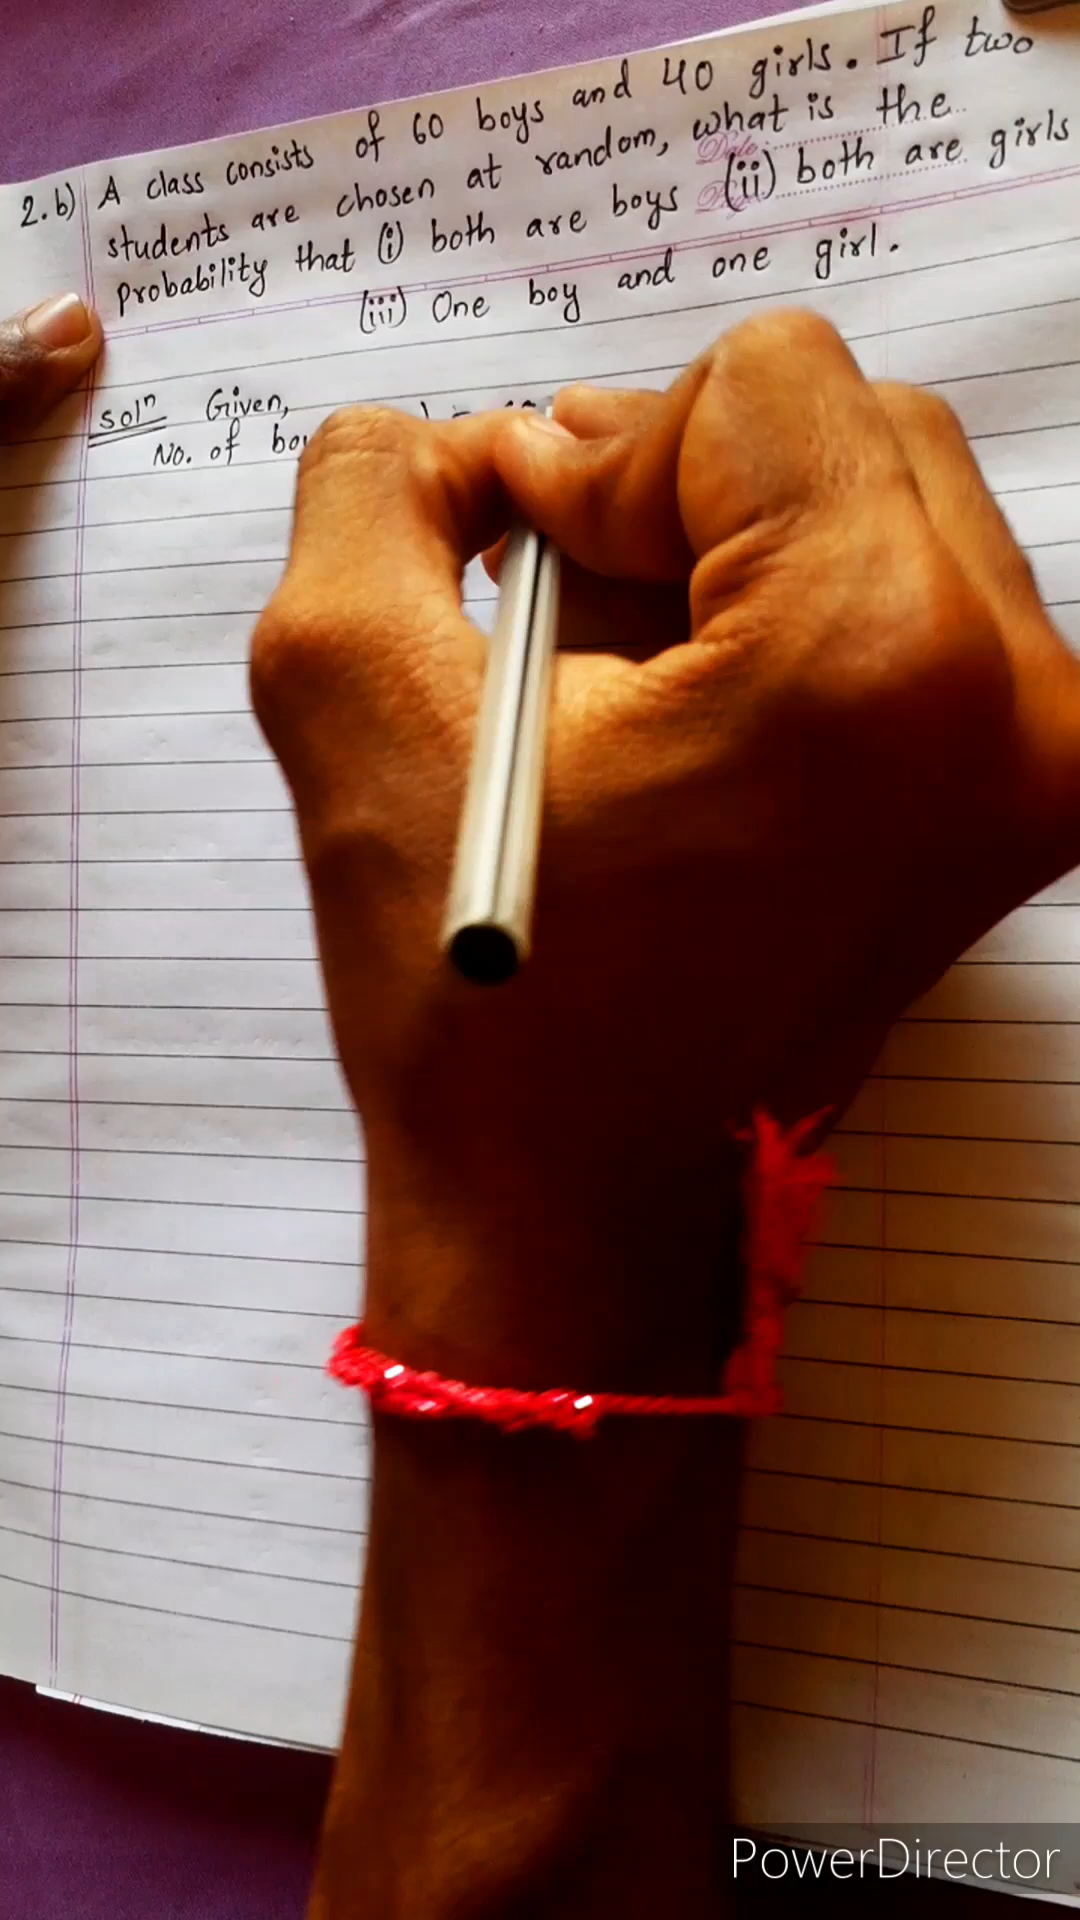 2.b) A class consists of 60 boys and 40 girls. If two
students are chosen at random, what is the
probability that (i) both are boys (ii) both are girls
(iii) One boy and one girl.
Solⁿ Given,
No. of
PowerDirector